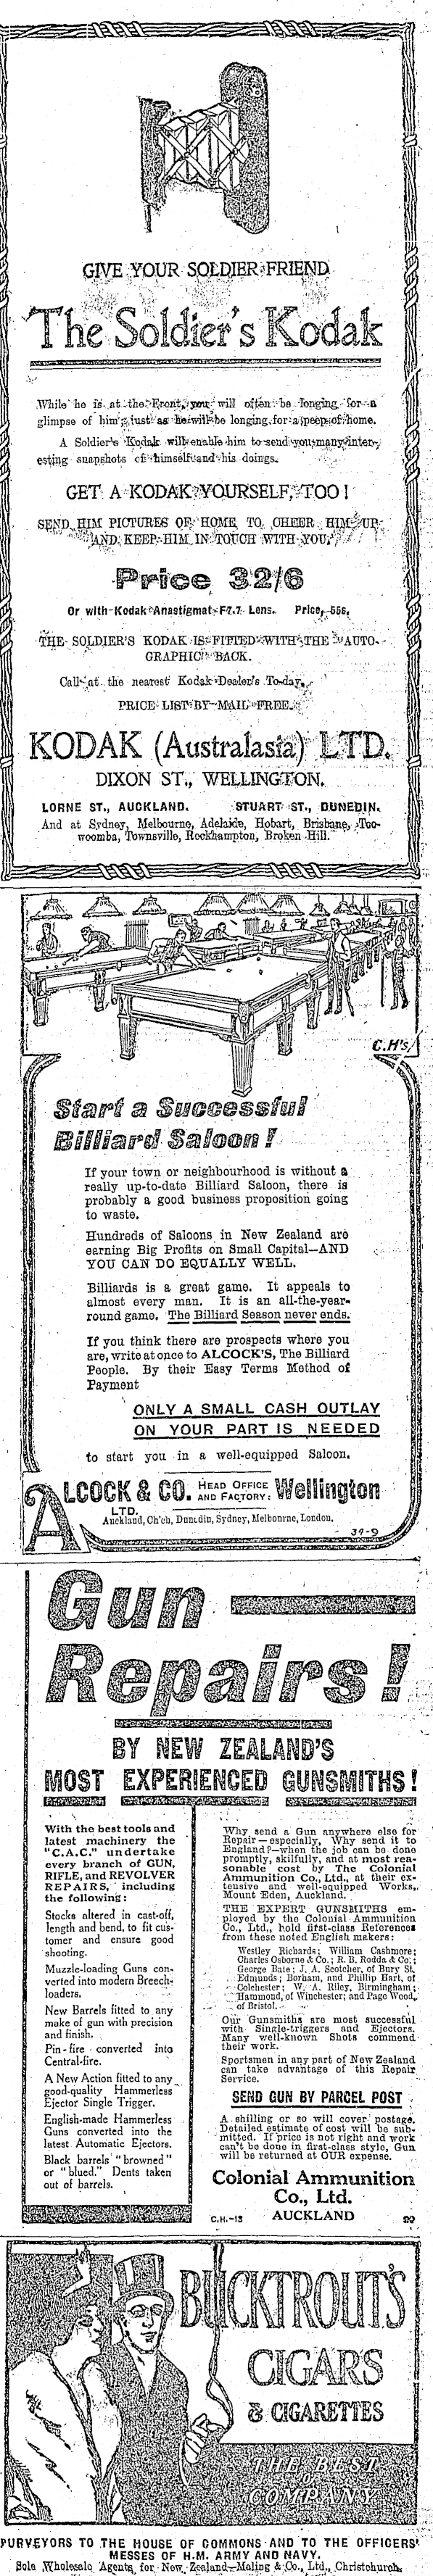 GIVE YOUR SOLDIER FRIEND
The Soldier's Kodak
While he is at the Front, you will often be longing for a
glimpse of him, just as he will be longing for a peep of home.
A Soldier's Kodak will enable him to send you many inter-
esting snapshots of himself and his doings.
GET A KODAK YOURSELF, TOO!
SEND HIM PICTURES OF HOME TO CHEER HIM UP
AND KEEP HIM IN TOUCH WITH YOU.
Price 32/6
Or with Kodak Anastigmat F7.7 Lens. Price, 55s.
THE SOLDIER'S KODAK IS FITTED WITH THE AUTO-
GRAPHIC BACK.
Call at the nearest Kodak Dealer's To-day.
PRICE LIST BY MAIL FREE.
KODAK (Australasia) LTD.
DIXON ST., WELLINGTON.
LORNE ST., AUCKLAND. STUART ST., DUNEDIN.
And at Sydney, Melbourne, Adelaide, Hobart, Brisbane, Too-
woomba, Townsville, Rockhampton, Broken Hill.
C.H's
Start a Successful
Billiard Saloon!
If your town or neighbourhood is without a
really up-to-date Billiard Saloon, there is
probably a good business proposition going
to waste.
Hundreds of Saloons in New Zealand are
earning Big Profits on Small Capital—AND
YOU CAN DO EQUALLY WELL.
Billiards is a great game. It appeals to
almost every man. It is an all-the-year-
round game. The Billiard Season never ends.
If you think there are prospects where you
are, write at once to ALCOCK'S, The Billiard
People. By their Easy Terms Method of
Payment
ONLY A SMALL CASH OUTLAY
ON YOUR PART IS NEEDED
to start you in a well-equipped Saloon.
ALCOCK & CO. LTD. HEAD OFFICE AND FACTORY: Wellington
Auckland, Ch'ch, Dunedin, Sydney, Melbourne, London.
34-9
Gun
Repairs!
BY NEW ZEALAND'S
MOST EXPERIENCED GUNSMITHS!
With the best tools and
latest machinery the
"C.A.C." undertake
every branch of GUN,
RIFLE, and REVOLVER
REPAIRS, including
the following:
Stocks altered in cast-off,
length and bend, to fit cus-
tomer and ensure good
shooting.
Muzzle-loading Guns con-
verted into modern Breech-
loaders.
New Barrels fitted to any
make of gun with precision
and finish.
Pin-fire converted into
Central-fire.
A New Action fitted to any
good-quality Hammerless
Ejector Single Trigger.
English-made Hammerless
Guns converted into the
latest Automatic Ejectors.
Black barrels "browned"
or "blued." Dents taken
out of barrels.
Why send a Gun anywhere else for
Repair—especially, Why send it to
England?—when the job can be done
promptly, skilfully, and at most rea-
sonable cost by The Colonial
Ammunition Co., Ltd., at their ex-
tensive and well-equipped Works,
Mount Eden, Auckland.
THE EXPERT GUNSMITHS em-
ployed by the Colonial Ammunition
Co., Ltd., hold first-class References
from these noted English makers:
Westley Richards; William Cashmore;
Charles Osborne & Co.; R. B. Rodda & Co.;
George Bate; J. A. Scotcher, of Bury St.
Edmunds; Borham, and Phillip Hart, of
Colchester; W. A. Riley, Birmingham;
Hammond, of Winchester; and Page Wood,
of Bristol.
Our Gunsmiths are most successful
with Single-triggers and Ejectors.
Many well-known Shots commend
their work.
Sportsmen in any part of New Zealand
can take advantage of this Repair
Service.
SEND GUN BY PARCEL POST
A shilling or so will cover postage.
Detailed estimate of cost will be sub-
mitted. If price is not right and work
can't be done in first-class style, Gun
will be returned at OUR expense.
Colonial Ammunition
Co., Ltd.
C.H.-13 AUCKLAND
BUCKTROUT'S
CIGARS
& CIGARETTES
THE BEST
OF
COMPANY
PURVEYORS TO THE HOUSE OF COMMONS AND TO THE OFFICERS'
MESSES OF H.M. ARMY AND NAVY.
Sole Wholesale Agents for New Zealand—Maling & Co., Ltd., Christchurch.